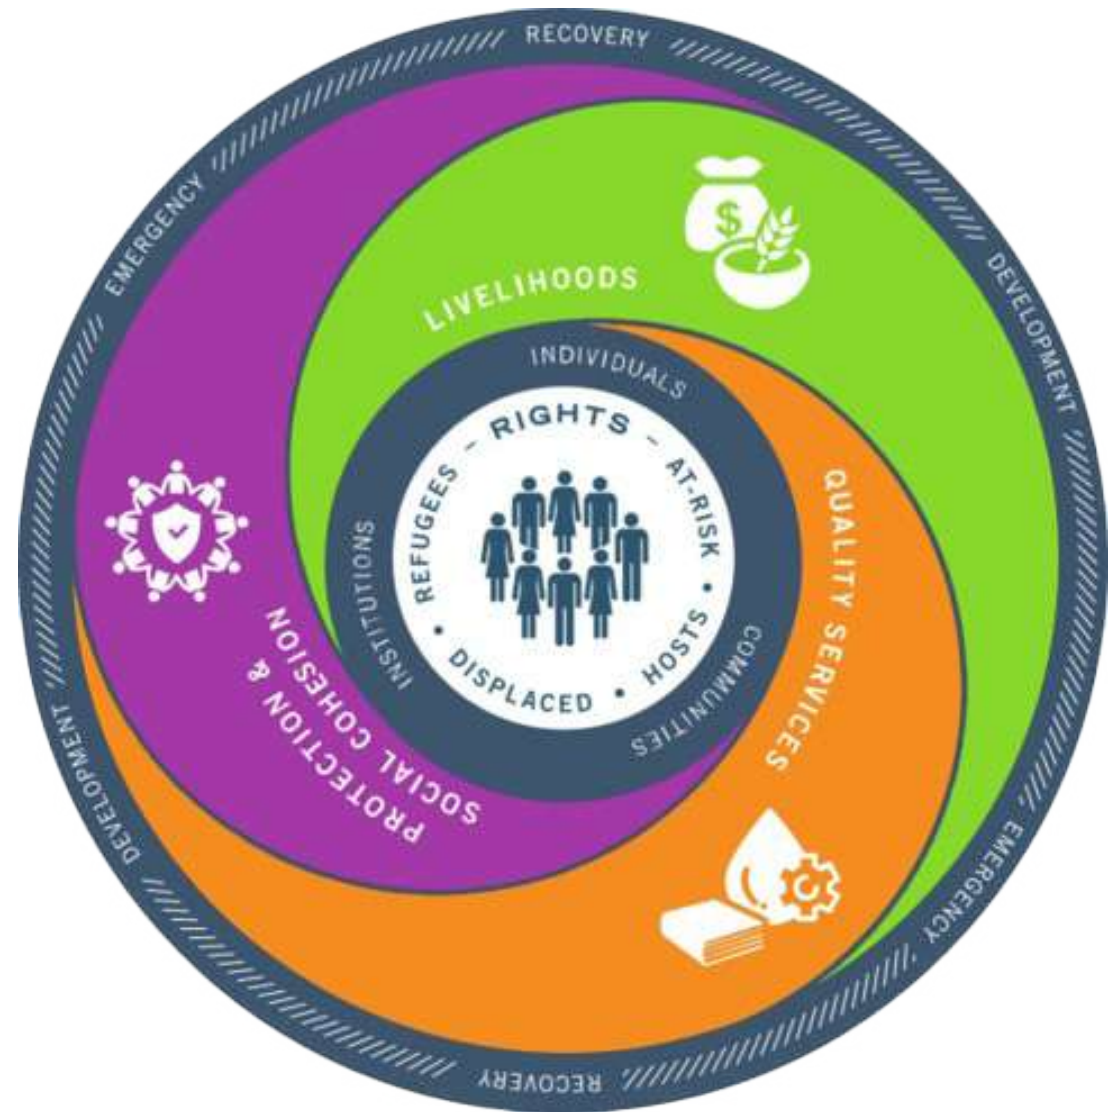 RECOVERY
DEVELOPMENT
EMERGENCY
RECOVERY
DEVELOPMENT
EMERGENCY
LIVELIHOODS
$
QUALITY SERVICES
PROTECTION &
SOCIAL COHESION
INDIVIDUALS
COMMUNITIES
INSTITUTIONS
– RIGHTS –
AT-RISK • HOSTS • DISPLACED • REFUGEES